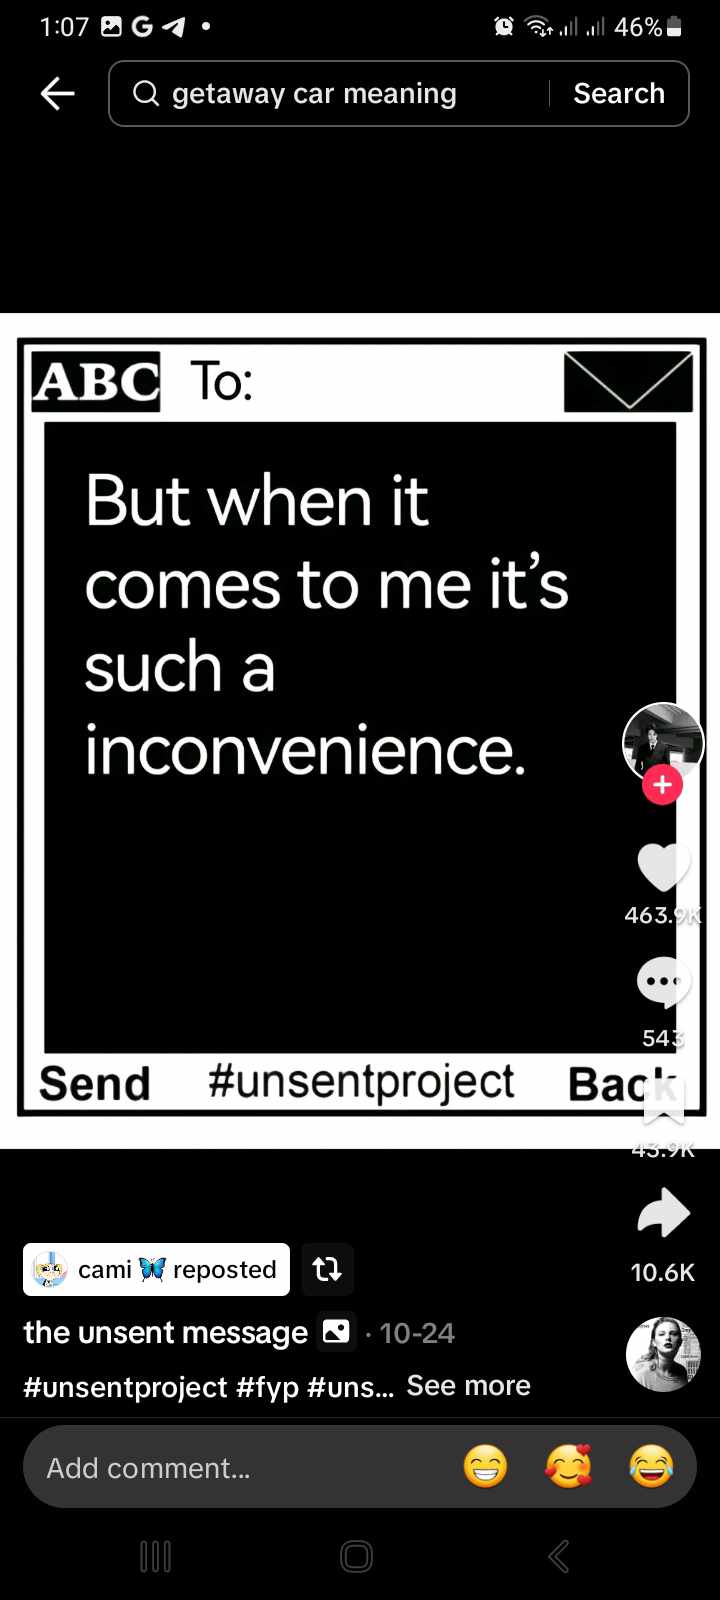 1:07 46%
getaway car meaning Search
ABC To:
But when it
comes to me it’s
such a
inconvenience.
463.9K
543
Send #unsentproject Back
43.9K
cami reposted
10.6K
the unsent message · 10-24
#unsentproject #fyp #uns... See more
Add comment...